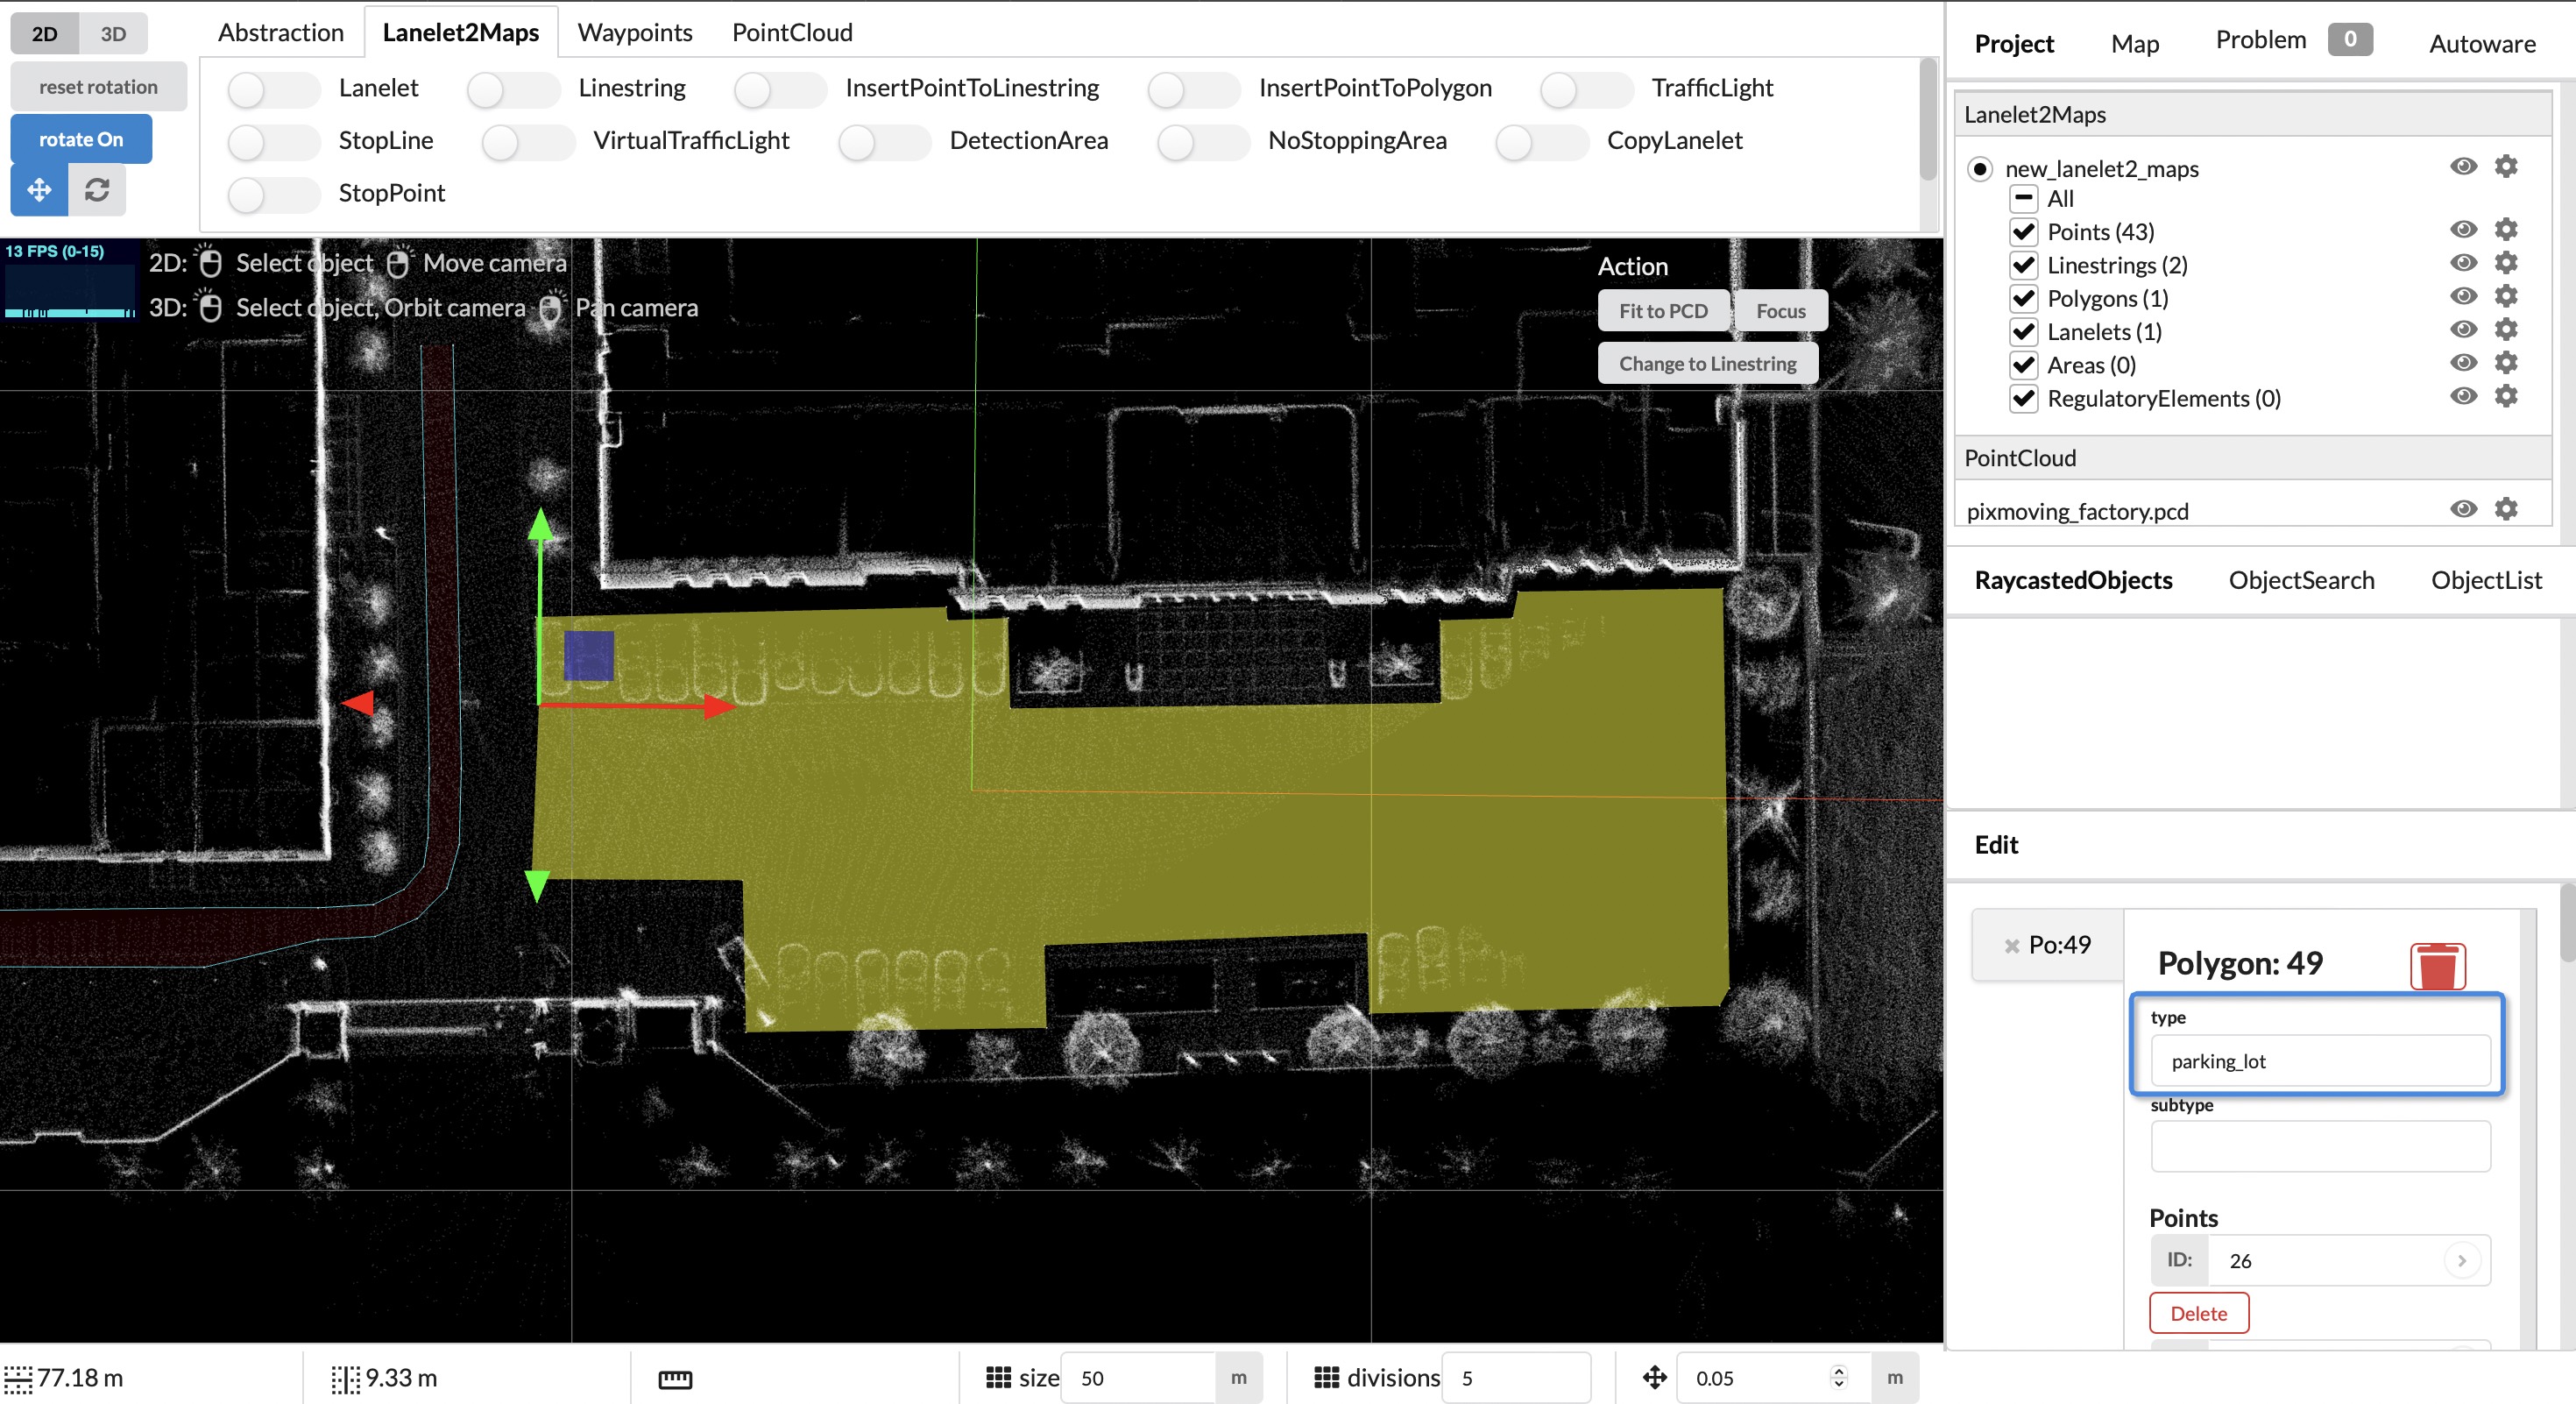 2D 3D
Abstraction Lanelet2Maps Waypoints PointCloud
reset rotation
rotate On
Lanelet Linestring InsertPointToLinestring InsertPointToPolygon TrafficLight
StopLine VirtualTrafficLight DetectionArea NoStoppingArea CopyLanelet
StopPoint
13 FPS (0-15)
2D: Select object Move camera
3D: Select object, Orbit camera Pan camera
Action
Fit to PCD Focus
Change to Linestring
Project Map Problem 0 Autoware
Lanelet2Maps
new_lanelet2_maps
All
Points (43)
Linestrings (2)
Polygons (1)
Lanelets (1)
Areas (0)
RegulatoryElements (0)
PointCloud
pixmoving_factory.pcd
RaycastedObjects ObjectSearch ObjectList
Edit
Po:49
Polygon: 49
type
parking_lot
subtype
Points
ID: 26
Delete
77.18 m 9.33 m size 50 m divisions 5 0.05 m